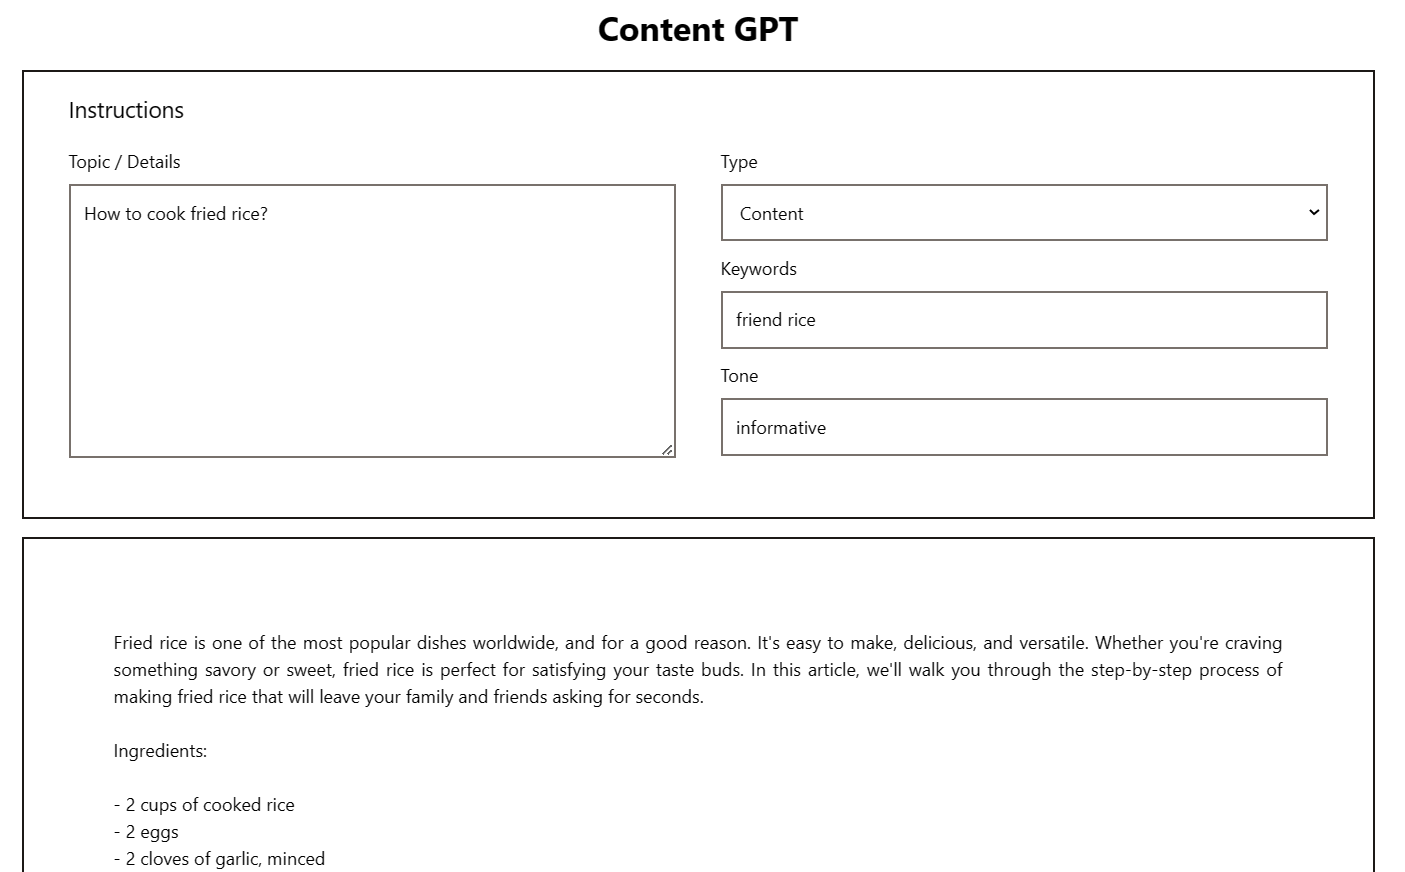 Content GPT
Instructions
Topic / Details
How to cook fried rice?
Type
Content
Keywords
friend rice
Tone
informative
Fried rice is one of the most popular dishes worldwide, and for a good reason. It's easy to make, delicious, and versatile. Whether you're craving
something savory or sweet, fried rice is perfect for satisfying your taste buds. In this article, we'll walk you through the step-by-step process of
making fried rice that will leave your family and friends asking for seconds.
Ingredients:
- 2 cups of cooked rice
- 2 eggs
- 2 cloves of garlic, minced